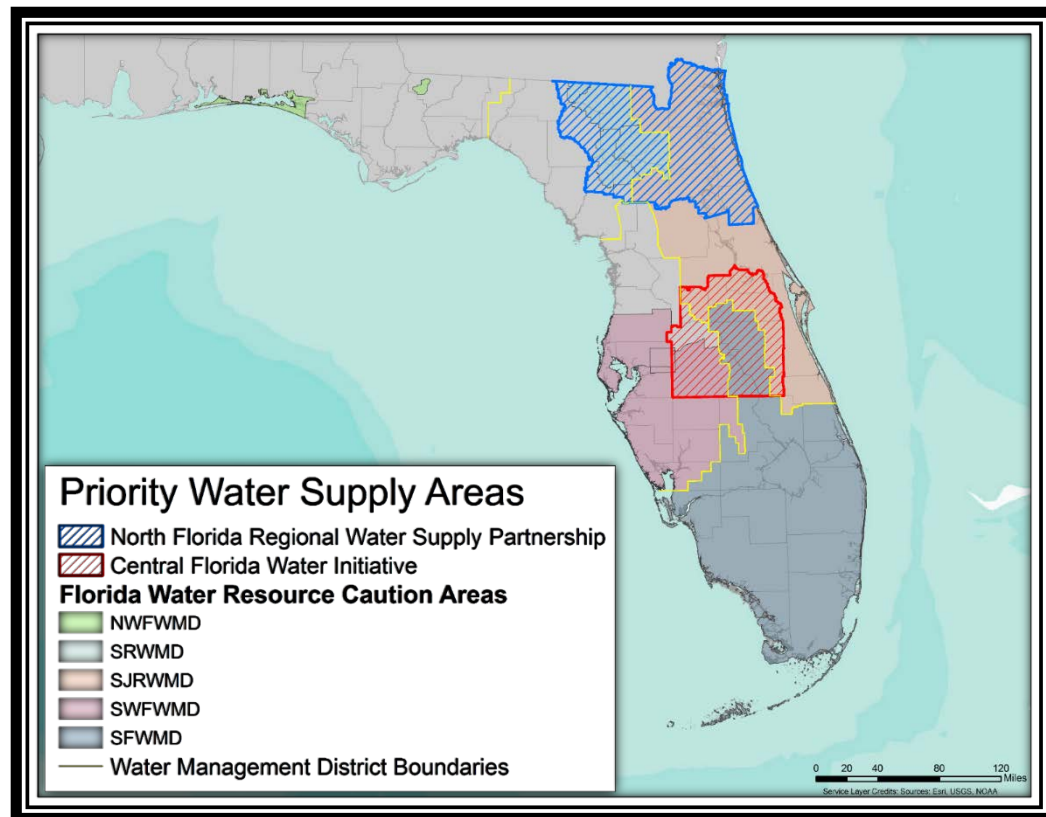 Priority Water Supply Areas
North Florida Regional Water Supply Partnership
Central Florida Water Initiative
Florida Water Resource Caution Areas
NWFWMD
SRWMD
SJRWMD
SWFWMD
SFWMD
Water Management District Boundaries
0 20 40 80 120
Miles
Service Layer Credits: Sources: Esri, USGS, NOAA